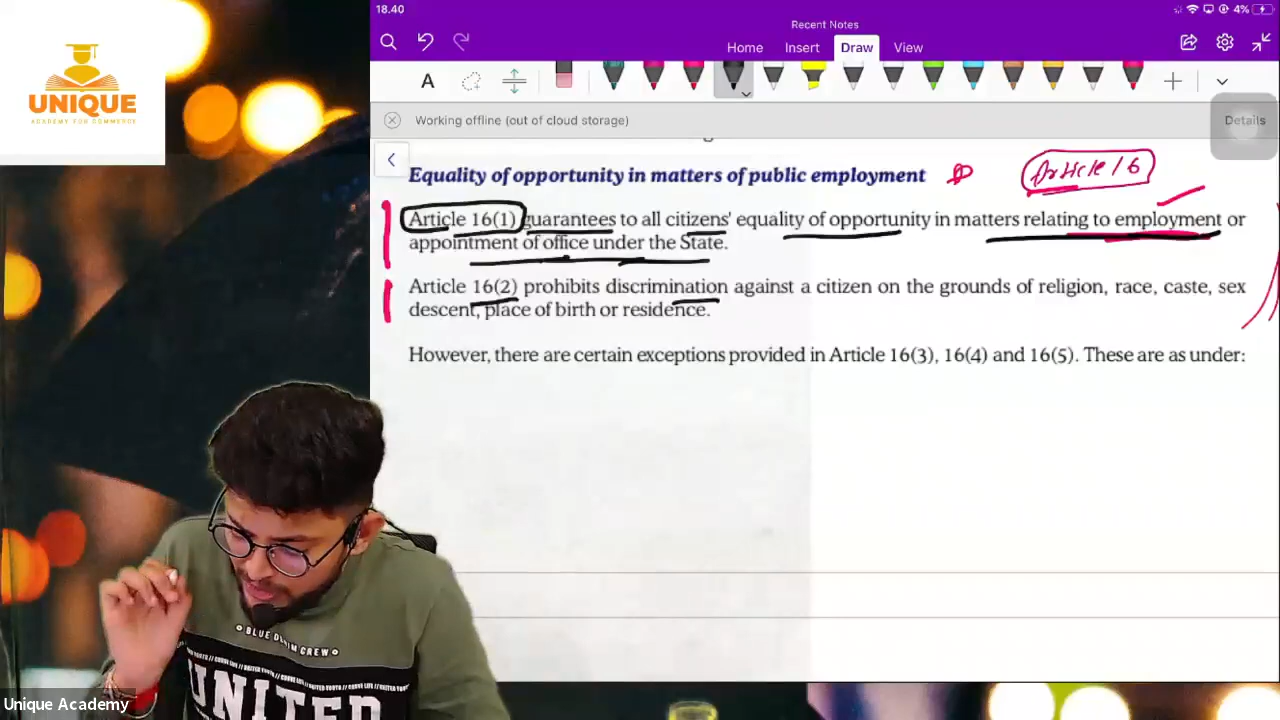 18.40
4%
Recent Notes
Home Insert Draw View
A
Working offline (out of cloud storage)
Details
UNIQUE
ACADEMY FOR COMMERCE
Equality of opportunity in matters of public employment
Article 16
Article 16(1) guarantees to all citizens' equality of opportunity in matters relating to employment or
appointment of office under the State.
Article 16(2) prohibits discrimination against a citizen on the grounds of religion, race, caste, sex
descent, place of birth or residence.
However, there are certain exceptions provided in Article 16(3), 16(4) and 16(5). These are as under:
BLUE DENIM CREW
UNITED
Unique Academy